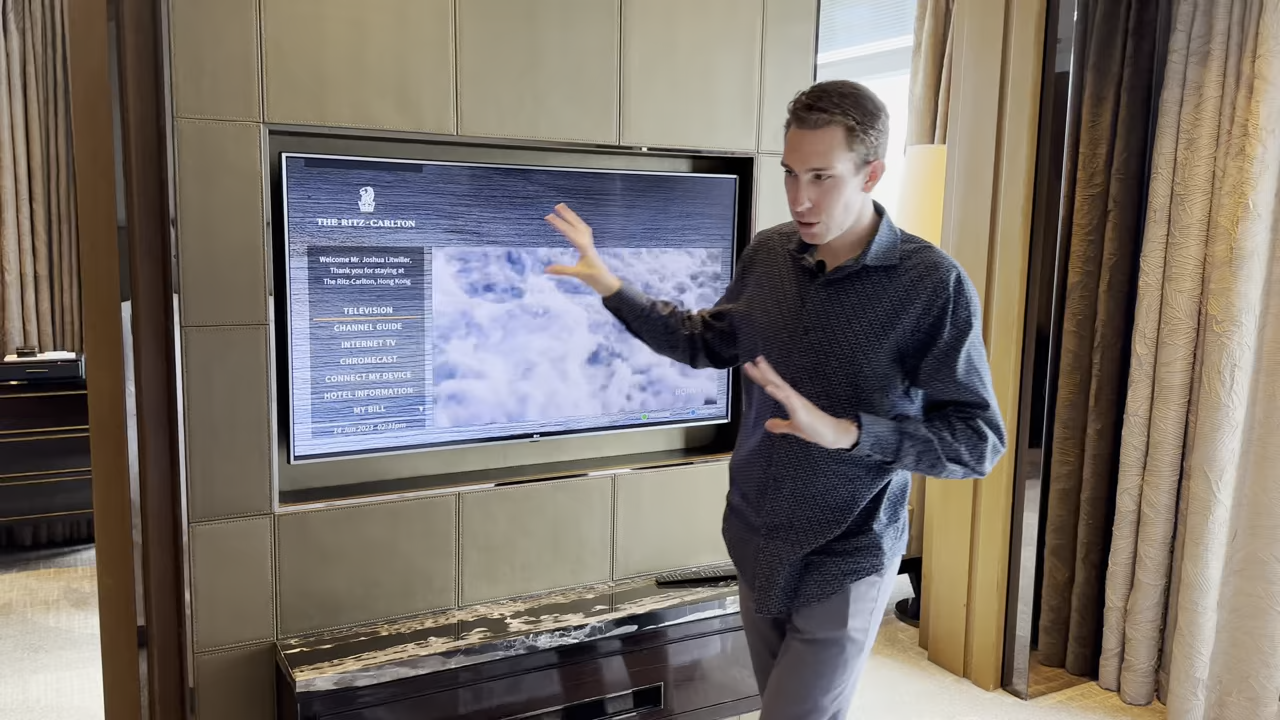 THE RITZ-CARLTON
Welcome Mr. Joshua Litwiller,
Thank you for staying at
The Ritz-Carlton, Hong Kong
TELEVISION
CHANNEL GUIDE
INTERNET TV
CHROMECAST
CONNECT MY DEVICE
HOTEL INFORMATION
MY BILL
14 Jun 2023 02:31pm
LG